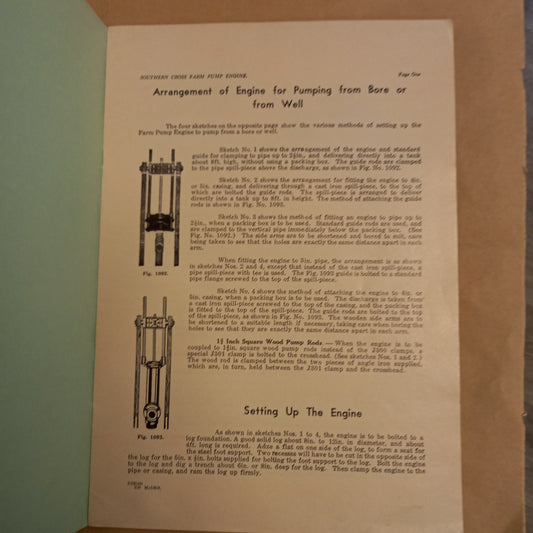 SOUTHERN CROSS FARM PUMP ENGINE.
Page One
Arrangement of Engine for Pumping from Bore or
from Well
The four sketches on the opposite page show the various methods of setting up the
Farm Pump Engine to pump from a bore or well.
Sketch No. 1 shows the arrangement of the engine and standard
guide for clamping to pipe up to 2½in., and delivering directly into a tank
about 8ft. high, without using a packing box. The guide rods are clamped
to the pipe spill-piece above the discharge, as shown in Fig. No. 1092.
Sketch No. 2 shows the arrangement for fitting the engine to 4in.
or 5in. casing, and delivering through a cast iron spill-piece, to the top of
which are bolted the guide rods. The spill-piece is arranged to deliver
directly into a tank up to 8ft. in height. The method of attaching the guide
rods is shown in Fig. No. 1093.
Sketch No. 3 shows the method of fitting an engine to pipe up to
2½in., when a packing box is to be used. Standard guide rods are used, and
are clamped to the vertical pipe immediately below the packing box. (See
Fig. No. 1092.) The side arms are to be shortened and bored to suit, care
being taken to see that the holes are exactly the same distance apart in each
arm.
Fig. 1092.
When fitting the engine to 3in. pipe, the arrangement is as shown
in sketches Nos. 2 and 4, except that instead of the cast iron spill-piece, a
pipe spill-piece with tee is used. The Fig. 1093 guide is bolted to a standard
pipe flange screwed to the top of the spill-piece.
Sketch No. 4 shows the method of attaching the engine to 4in. or
5in. casing, when a packing box is to be used. The discharge is taken from
a cast iron spill-piece screwed to the top of the casing, and the packing box
is fitted to the top of the spill-piece. The guide rods are bolted to the top
of the spill-piece, as shown in Fig. No. 1093. The wooden side arms are to
be shortened to a suitable length if necessary, taking care when boring the
holes to see that they are exactly the same distance apart in each arm.
Inch Square Wood Pump Rods — When the engine is to be
coupled to square wood pump rods instead of the J300 clamps, a
special J301 clamp is bolted to the crosshead. (See sketches Nos. 1 and 2.)
The wood rod is clamped between the two pieces of angle iron supplied,
which are, in turn, held between the J301 clamp and the crosshead.
Fig. 1093.
Setting Up The Engine
As shown in sketches Nos. 1 to 4, the engine is to be bolted to a
log foundation. A good solid log about 8in. to 12in. in diameter, and about
4ft. long is required. Adze a flat on one side of the log, to form a seat for
the steel foot support. Two recesses will have to be cut in the opposite side of
the log for the bolts supplied for bolting the foot support to the log. Bolt the engine
to the log and dig a trench about 6in. or 8in. deep for the log. Then clamp the engine to the
pipe or casing, and ram the log up firmly.